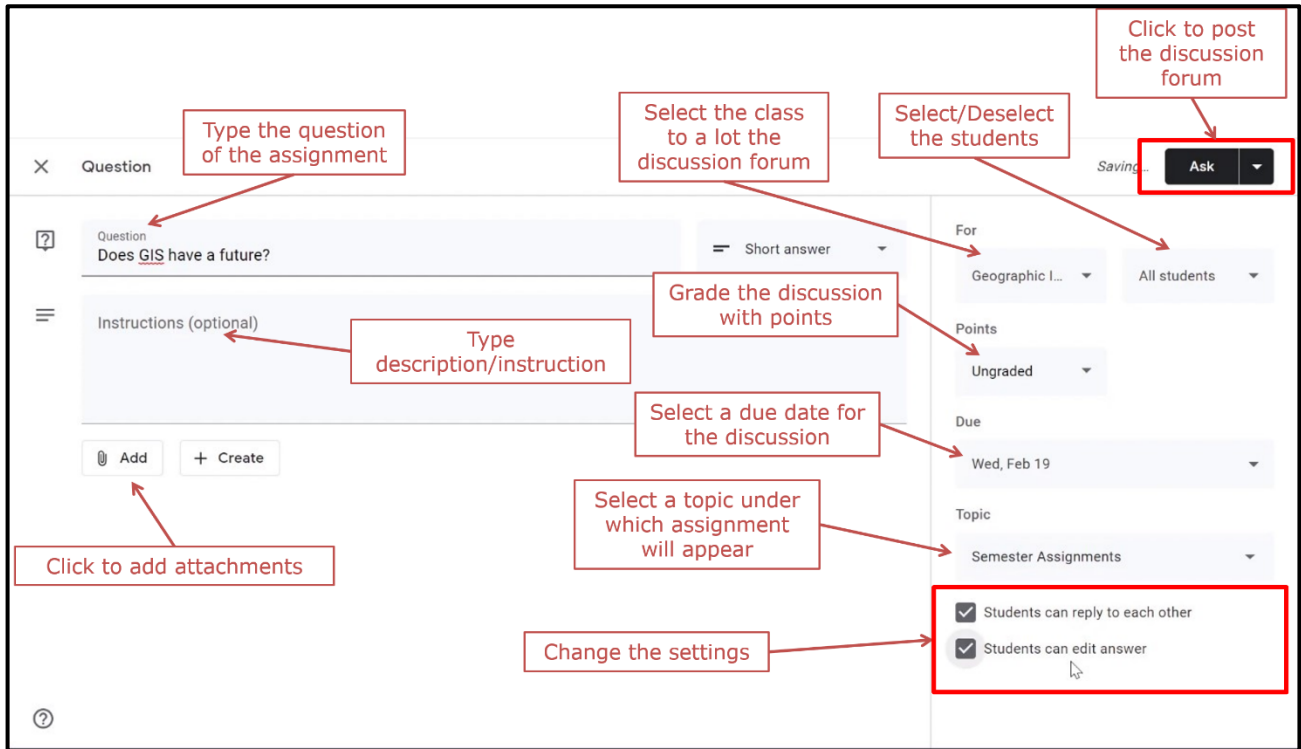 Click to post
the discussion
forum
Type the question
of the assignment
Select the class
to a lot the
discussion forum
Select/Deselect
the students
Question
Saving...
Ask
Question
Does GIS have a future?
Short answer
For
Geographic I...
All students
Instructions (optional)
Type
description/instruction
Grade the discussion
with points
Points
Ungraded
Select a due date for
the discussion
Due
Wed, Feb 19
Add
+ Create
Select a topic under
which assignment
will appear
Topic
Semester Assignments
Click to add attachments
Students can reply to each other
Change the settings
Students can edit answer